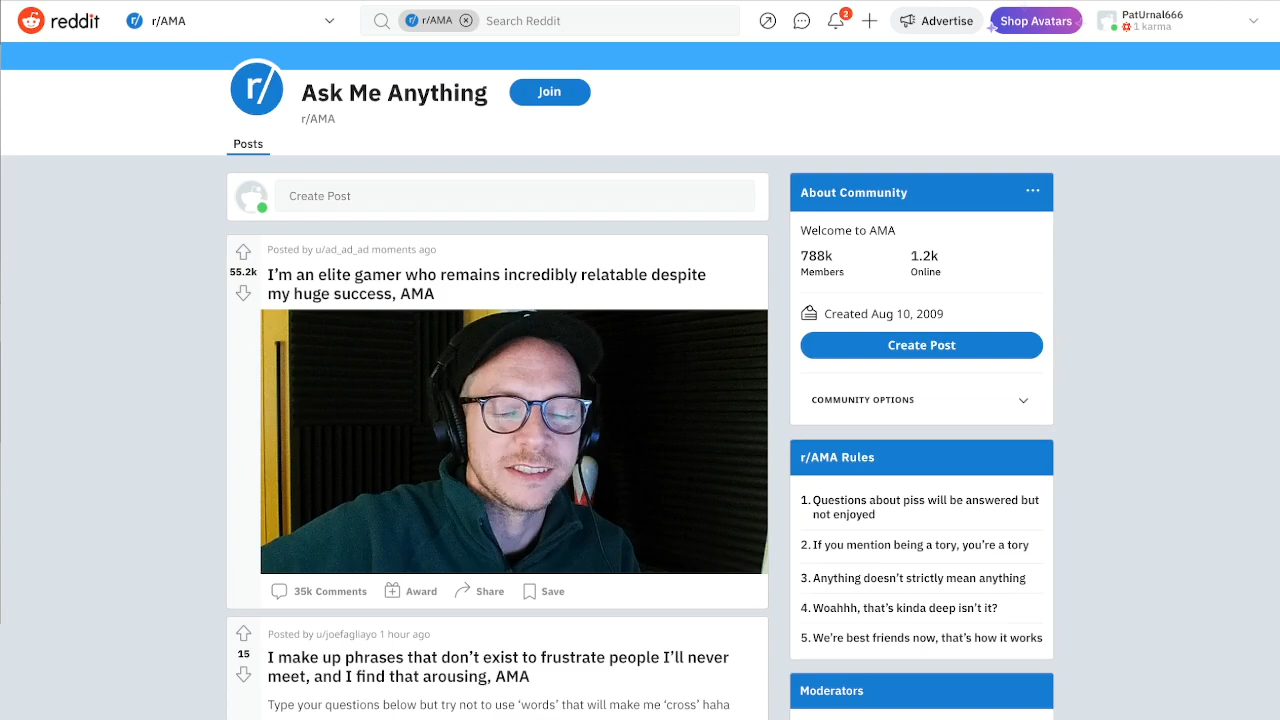 reddit
r/AMA
r/AMA
Search Reddit
2
Advertise
Shop Avatars
PatUrnal666
1 karma
r/
Ask Me Anything
Join
r/AMA
Posts
Create Post
Posted by u/ad_ad_ad moments ago
55.2k
I'm an elite gamer who remains incredibly relatable despite
my huge success, AMA
35k Comments
Award
Share
Save
Posted by u/joefagliayo 1 hour ago
15
I make up phrases that don't exist to frustrate people I'll never
meet, and I find that arousing, AMA
Type your questions below but try not to use 'words' that will make me 'cross' haha
About Community
Welcome to AMA
788k
1.2k
Members
Online
Created Aug 10, 2009
Create Post
COMMUNITY OPTIONS
r/AMA Rules
1. Questions about piss will be answered but
not enjoyed
2. If you mention being a tory, you're a tory
3. Anything doesn't strictly mean anything
4. Woahhh, that's kinda deep isn't it?
5. We're best friends now, that's how it works
Moderators